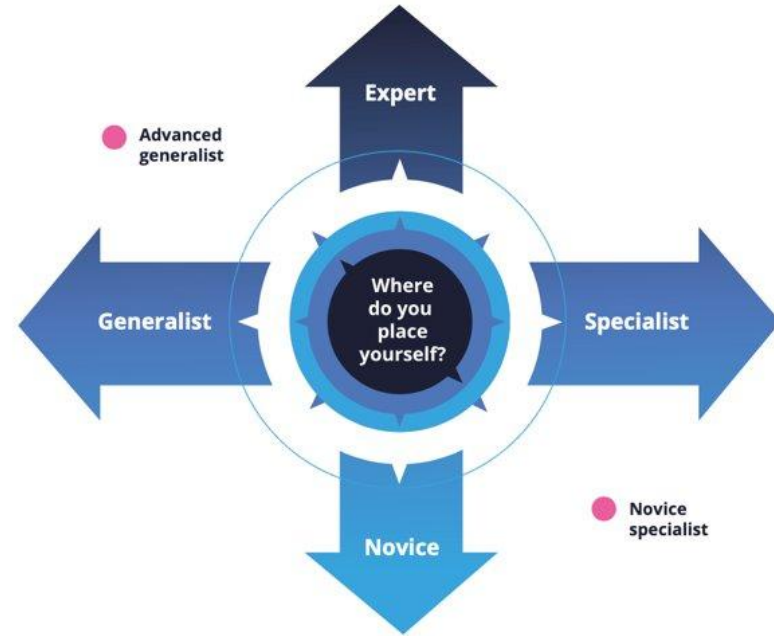 Expert
Advanced
generalist
Generalist
Where
do you
place
yourself?
Specialist
Novice
specialist
Novice